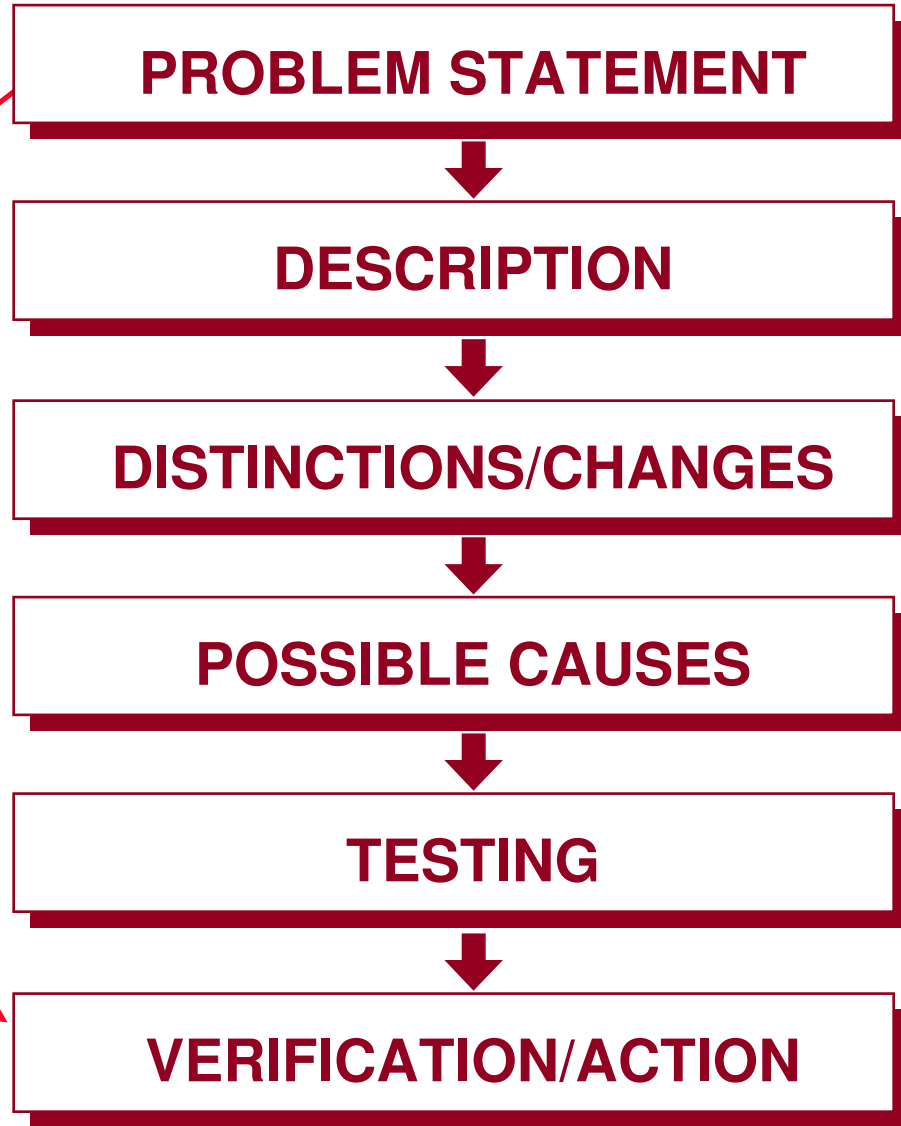 PROBLEM STATEMENT
DESCRIPTION
DISTINCTIONS/CHANGES
POSSIBLE CAUSES
TESTING
VERIFICATION/ACTION